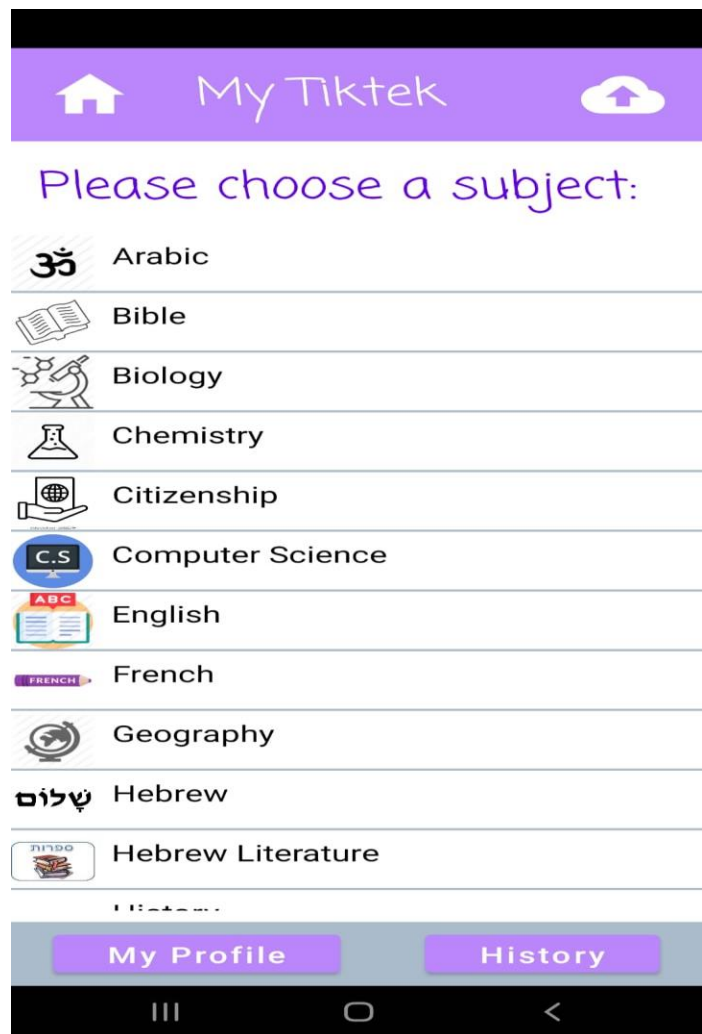 My Tiktek
Please choose a subject:
ॐ Arabic
Bible
Biology
Chemistry
Citizenship
C.S Computer Science
ABC English
FRENCH French
Geography
שָׁלוֹם Hebrew
ספרות Hebrew Literature
History
My Profile History